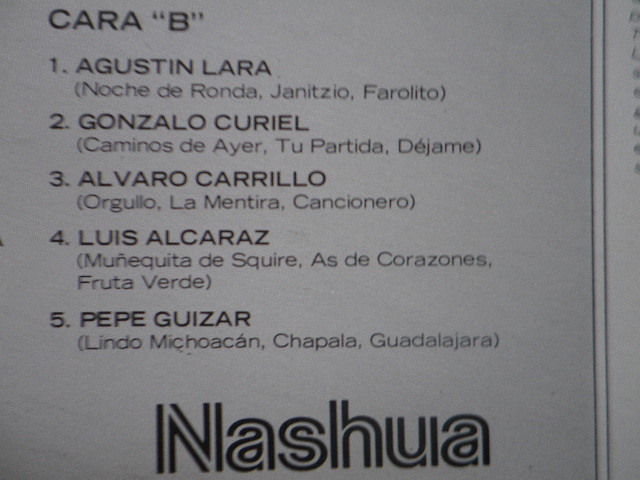 CARA "B"
1. AGUSTIN LARA
(Noche de Ronda, Janitzio, Farolito)
2. GONZALO CURIEL
(Caminos de Ayer, Tu Partida, Déjame)
3. ALVARO CARRILLO
(Orgullo, La Mentira, Cancionero)
4. LUIS ALCARAZ
(Muñequita de Squire, As de Corazones,
Fruta Verde)
5. PEPE GUIZAR
(Lindo Michoacán, Chapala, Guadalajara)
Nashua